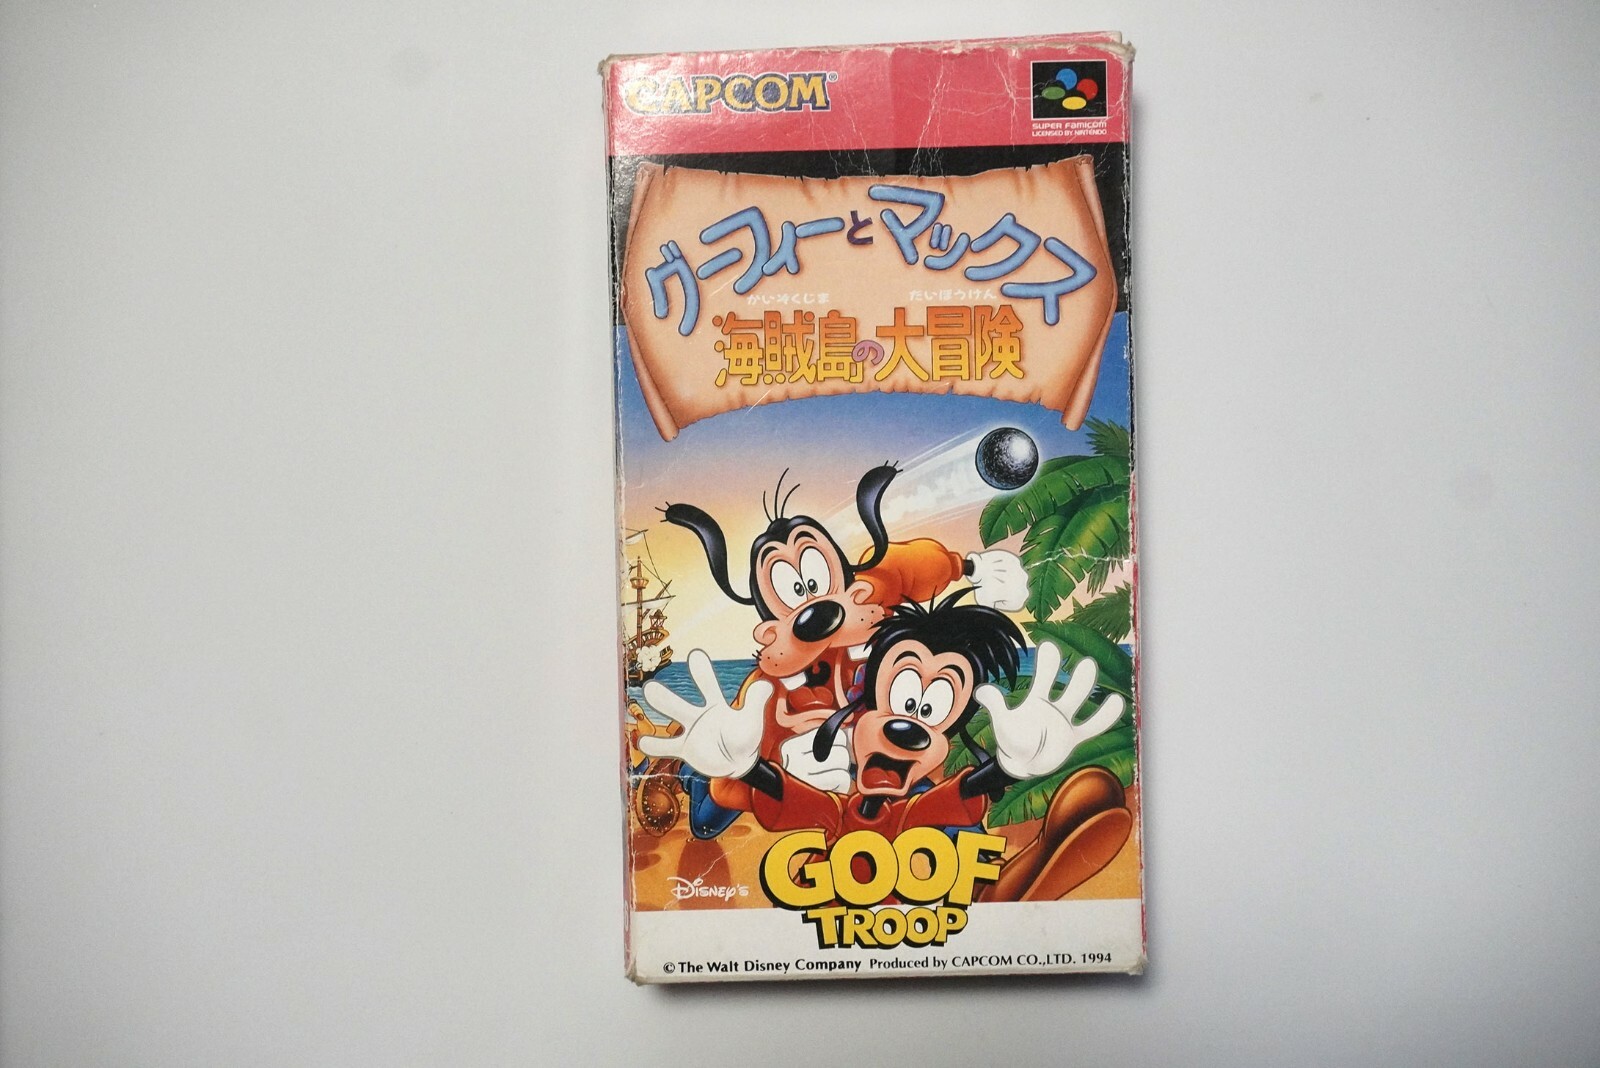 CAPCOM®
SUPER FAMICOM
LICENSED BY NINTENDO
グーフィーとマックス
かいぞくじま だいぼうけん
海賊島の大冒険
DISNEY'S
GOOF
TROOP
© The Walt Disney Company Produced by CAPCOM CO.,LTD. 1994